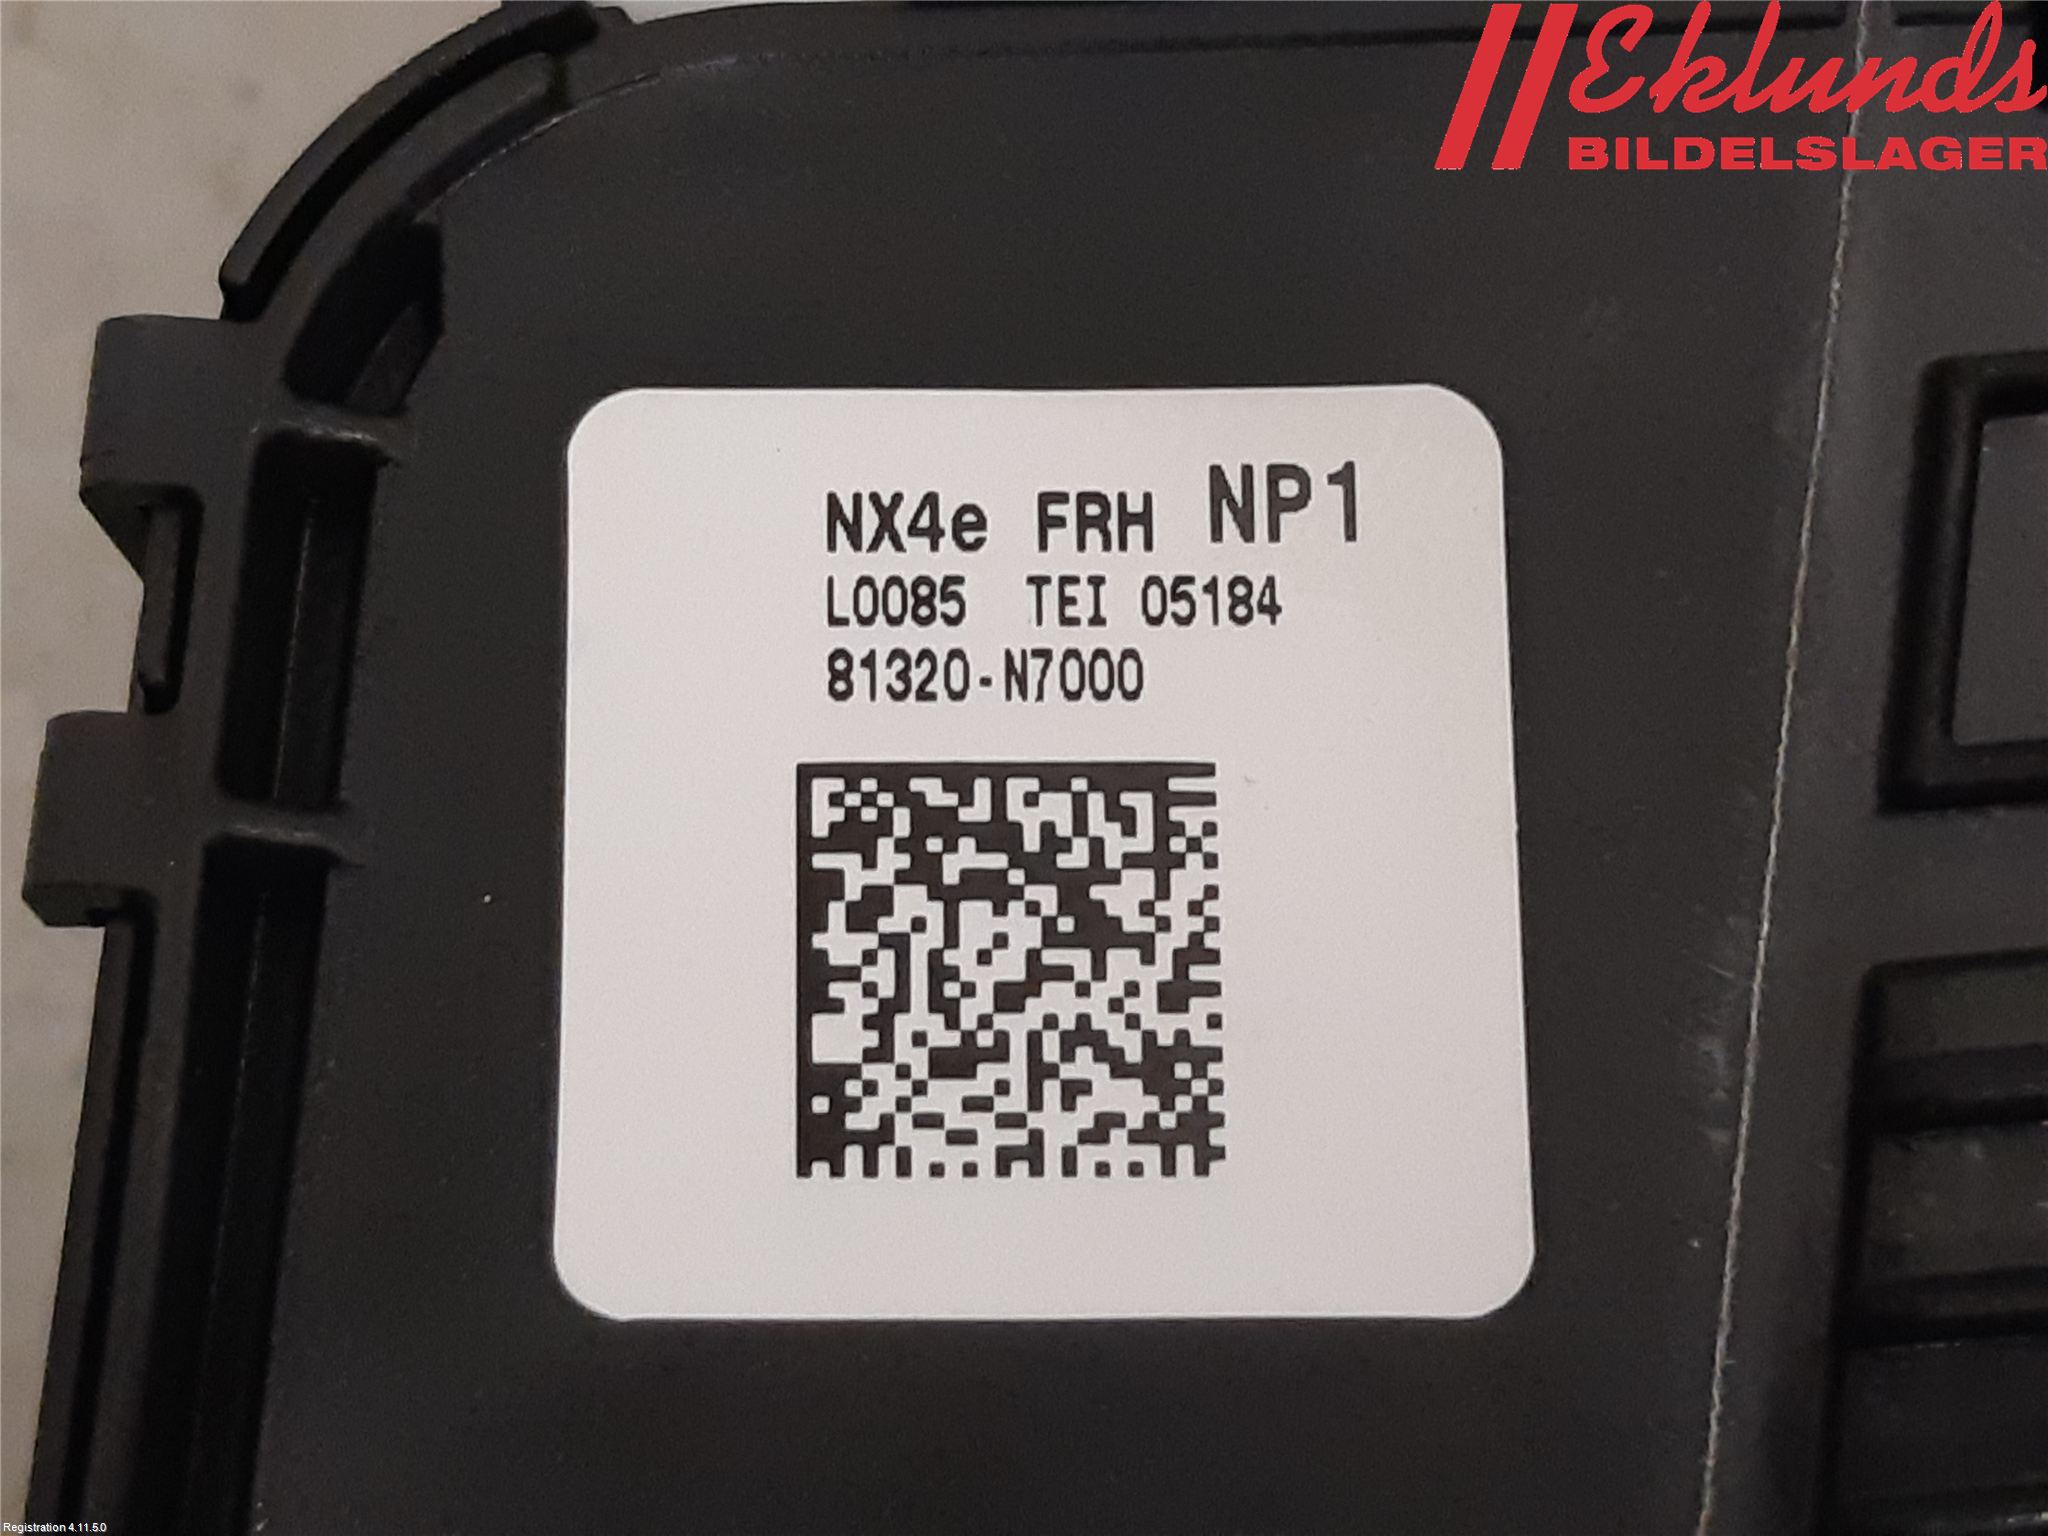 Eklunds
BILDELSLAGER
NX4e FRH NP1
L0085 TEI 05184
81320-N7000
Registration 4.11.5.0